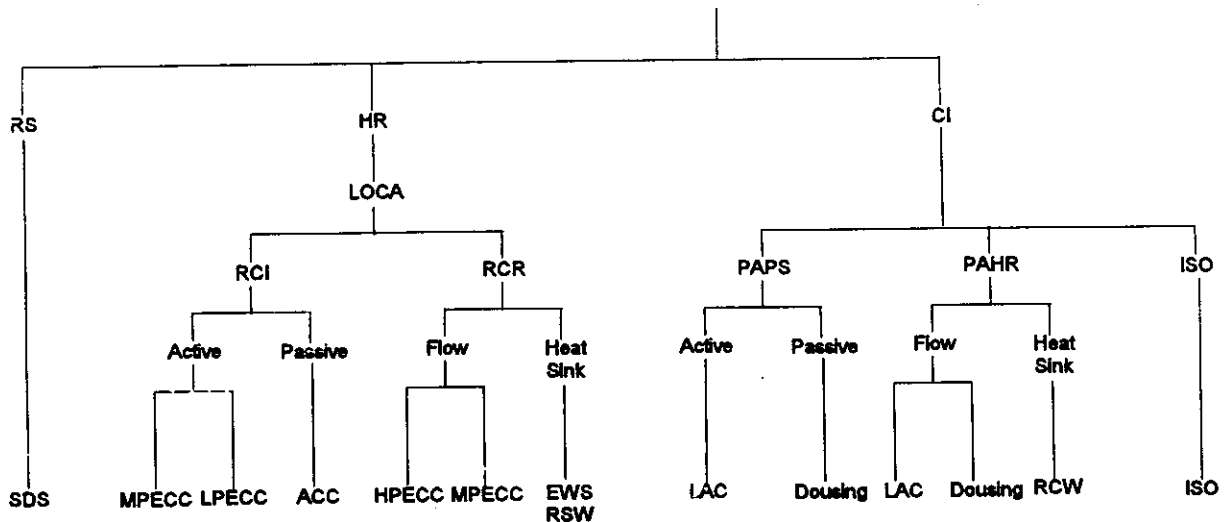 RS HR CI
LOCA
RCI RCR PAPS PAHR ISO
Active Passive Flow Heat Active Passive Flow Heat
Sink Sink
SDS MPECC LPECC ACC HPECC MPECC EWS LAC Dousing LAC Dousing RCW ISO
RSW